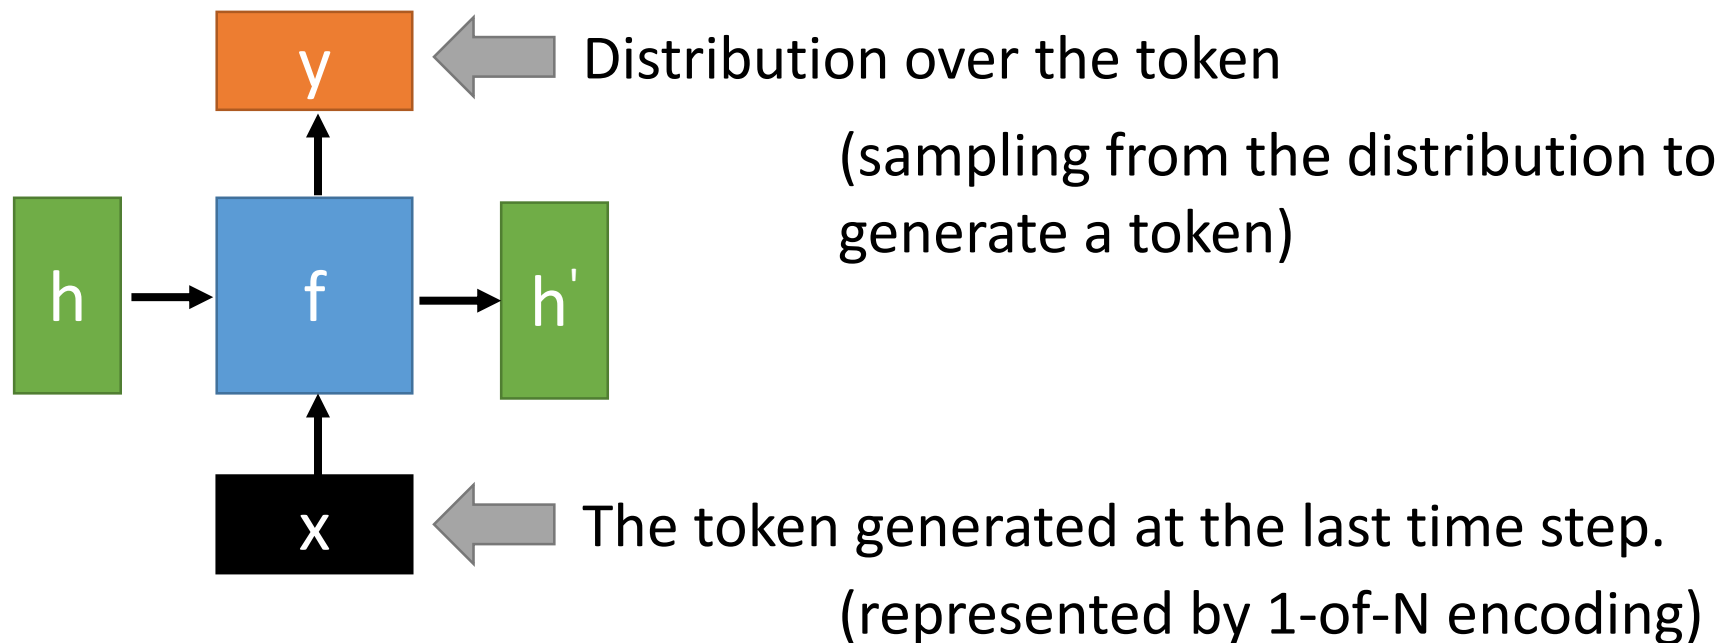 y
Distribution over the token
(sampling from the distribution to
generate a token)
h
f
h'
x
The token generated at the last time step.
(represented by 1-of-N encoding)